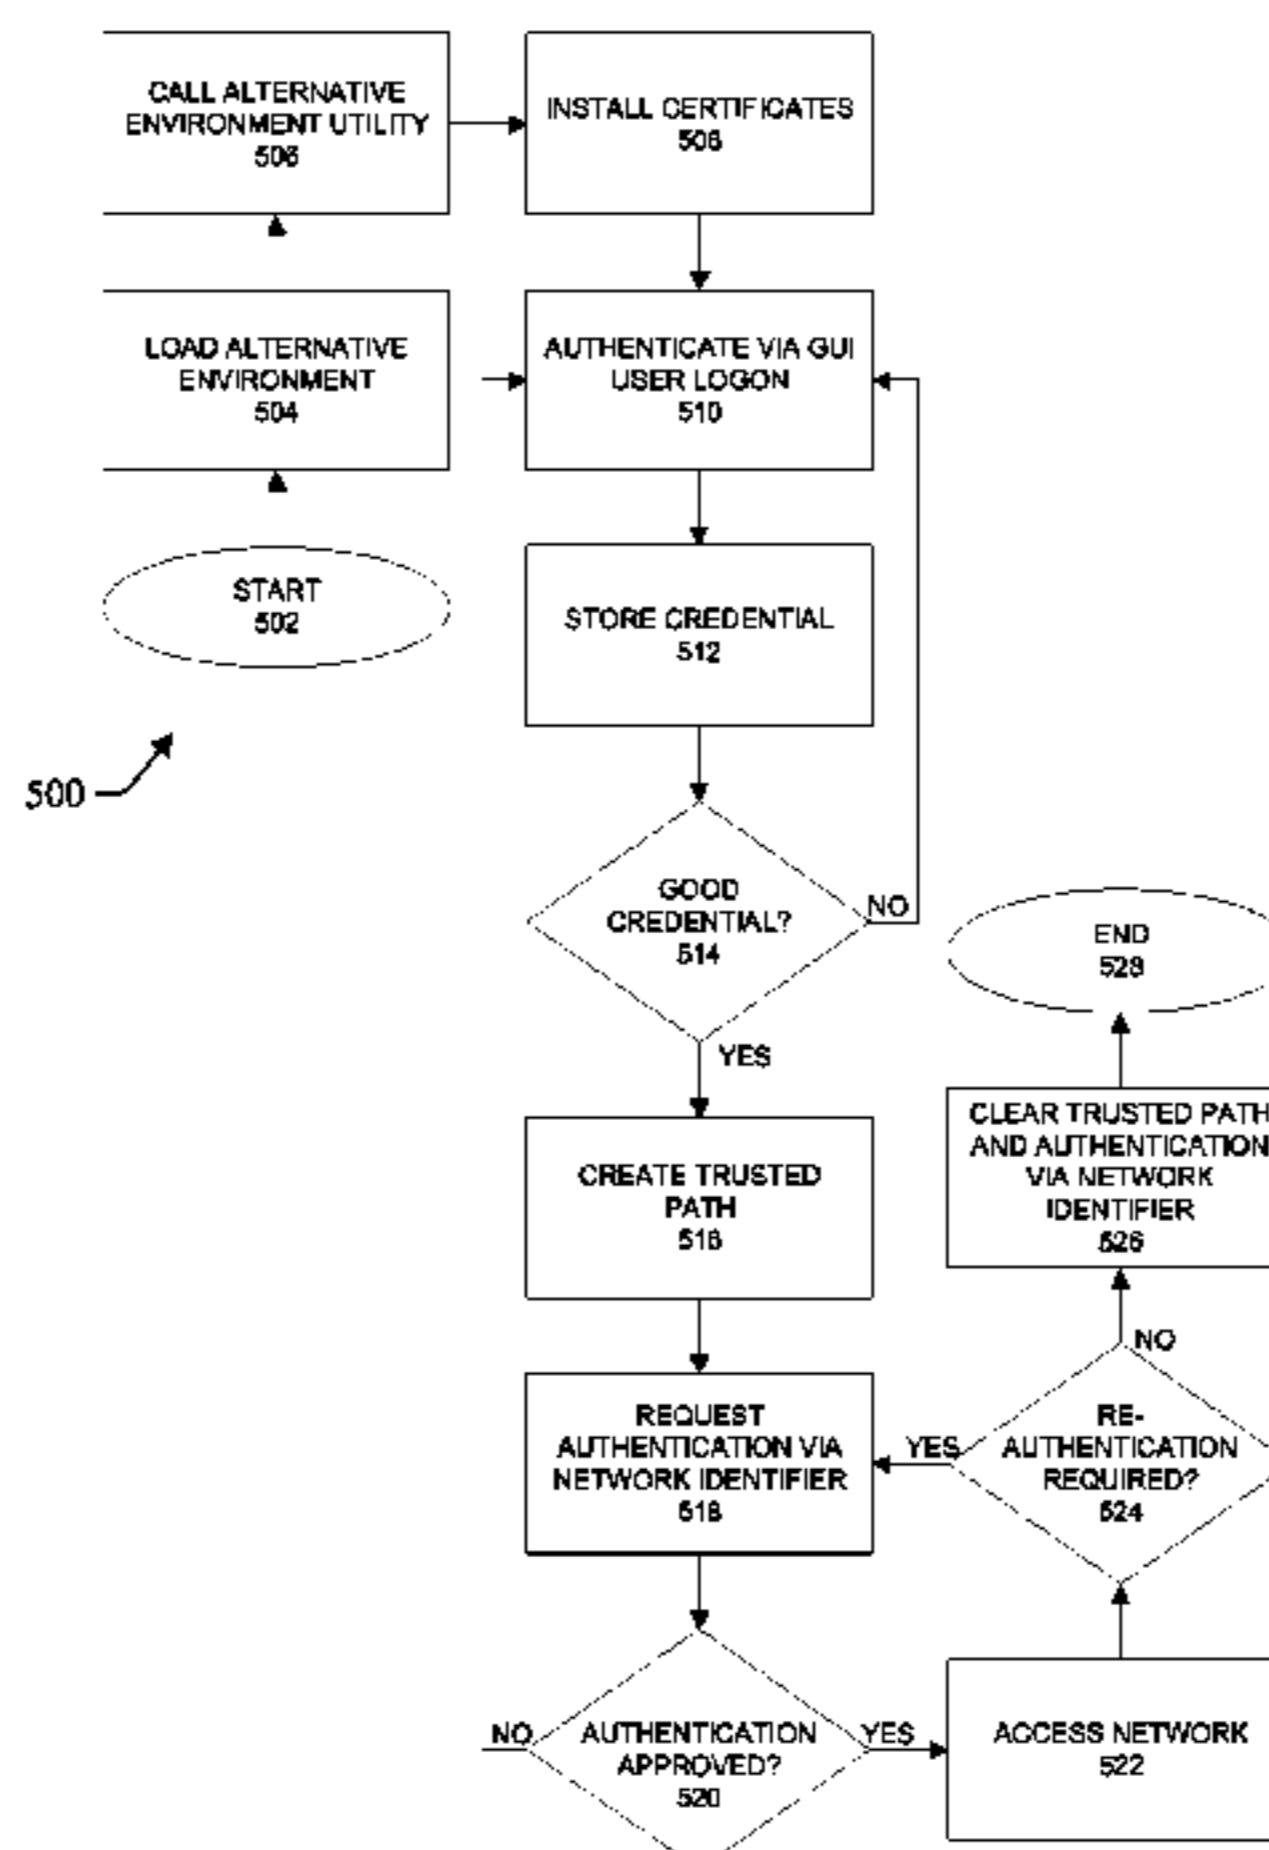 CALL ALTERNATIVE
ENVIRONMENT UTILITY
506
INSTALL CERTIFICATES
508
LOAD ALTERNATIVE
ENVIRONMENT
504
AUTHENTICATE VIA GUI
USER LOGON
510
START
502
STORE CREDENTIAL
512
500
GOOD
CREDENTIAL?
514
NO
YES
END
528
CREATE TRUSTED
PATH
516
CLEAR TRUSTED PATH
AND AUTHENTICATION
VIA NETWORK
IDENTIFIER
526
NO
REQUEST
AUTHENTICATION VIA
NETWORK IDENTIFIER
518
YES
RE-
AUTHENTICATION
REQUIRED?
524
NO
AUTHENTICATION
APPROVED?
520
YES
ACCESS NETWORK
522